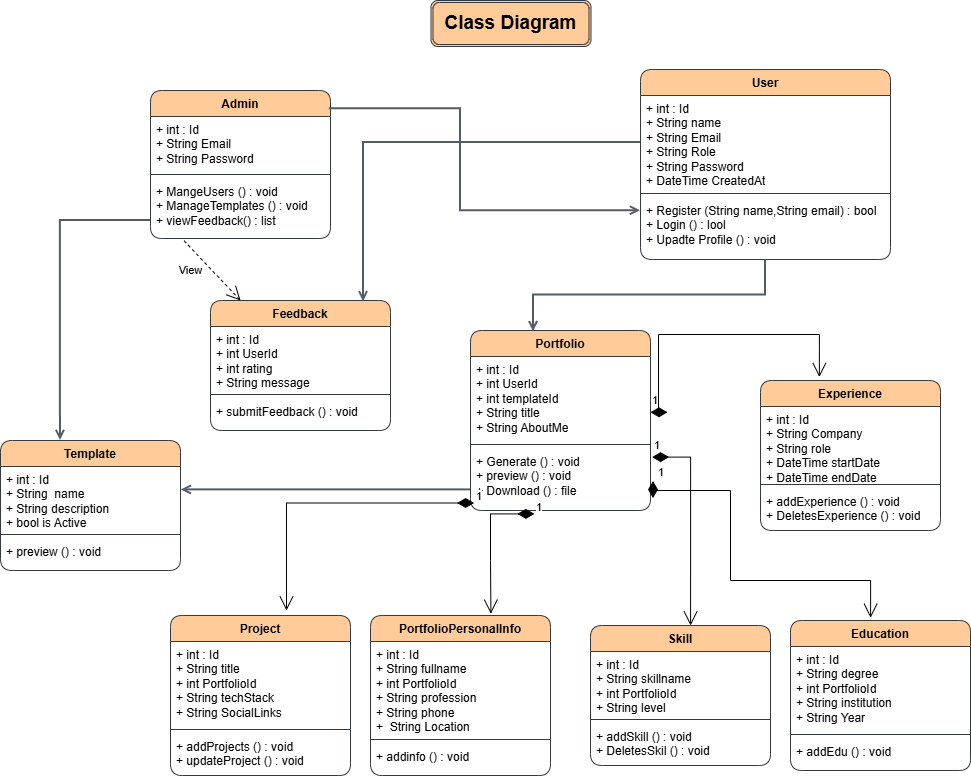 Class Diagram
Admin
+ int : Id
+ String Email
+ String Password
+ MangeUsers () : void
+ ManageTemplates () : void
+ viewFeedback() : list
User
+ int : Id
+ String name
+ String Email
+ String Role
+ String Password
+ DateTime CreatedAt
+ Register (String name,String email) : bool
+ Login () : lool
+ Upadte Profile () : void
View
Feedback
+ int : Id
+ int UserId
+ int rating
+ String message
+ submitFeedback () : void
Portfolio
+ int : Id
+ int UserId
+ int templateId
+ String title
+ String AboutMe
+ Generate () : void
+ preview () : void
+ Download () : file
1
1
1
1
1
Experience
+ int : Id
+ String Company
+ String role
+ DateTime startDate
+ DateTime endDate
+ addExperience () : void
+ DeletesExperience () : void
Template
+ int : Id
+ String name
+ String description
+ bool is Active
+ preview () : void
Project
+ int : Id
+ String title
+ int PortfolioId
+ String techStack
+ String SocialLinks
+ addProjects () : void
+ updateProject () : void
PortfolioPersonalInfo
+ int : Id
+ String fullname
+ int PortfolioId
+ String profession
+ String phone
+ String Location
+ addinfo () : void
Skill
+ int : Id
+ String skillname
+ int PortfolioId
+ String level
+ addSkill () : void
+ DeletesSkil () : void
Education
+ int : Id
+ String degree
+ int PortfolioId
+ String institution
+ String Year
+ addEdu () : void